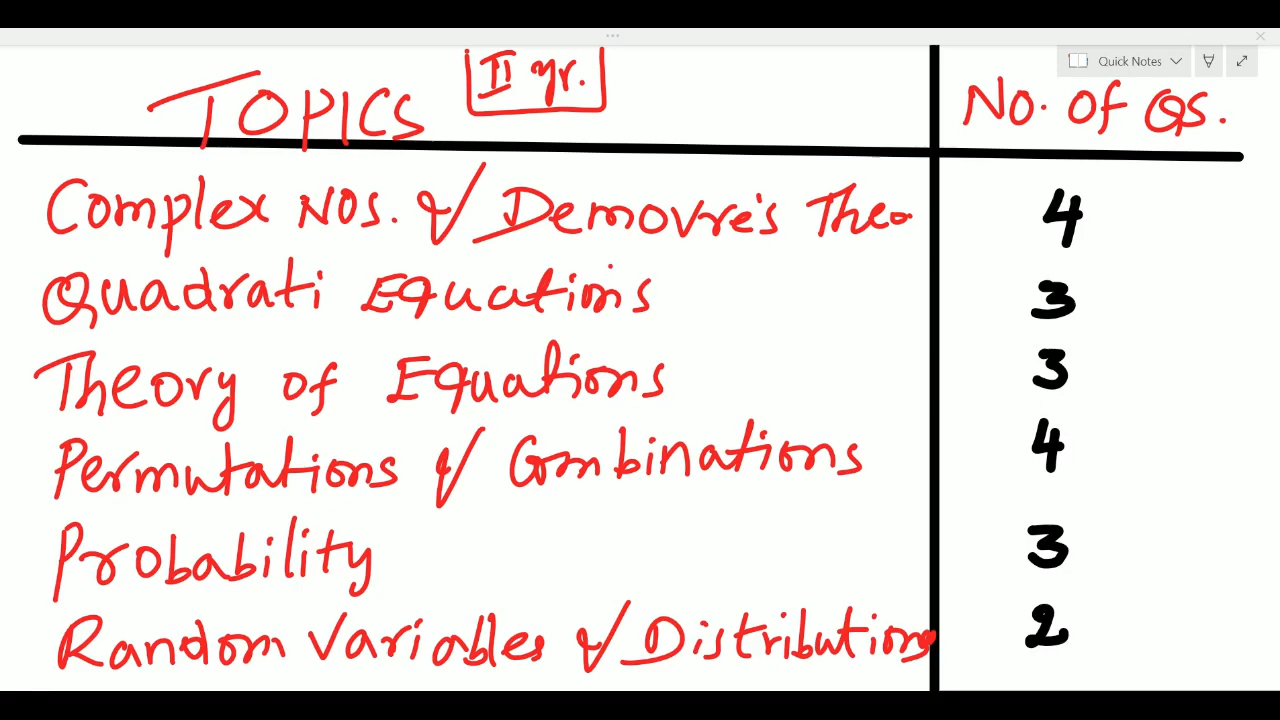 Quick Notes
II yr.
TOPICS No. of Qs.
Complex NOS. & Demovre's Theo 4
Quadrati Equations 3
Theory of Equations 3
Permutations & Combinations 4
Probability 3
Random Variables & Distributions 2